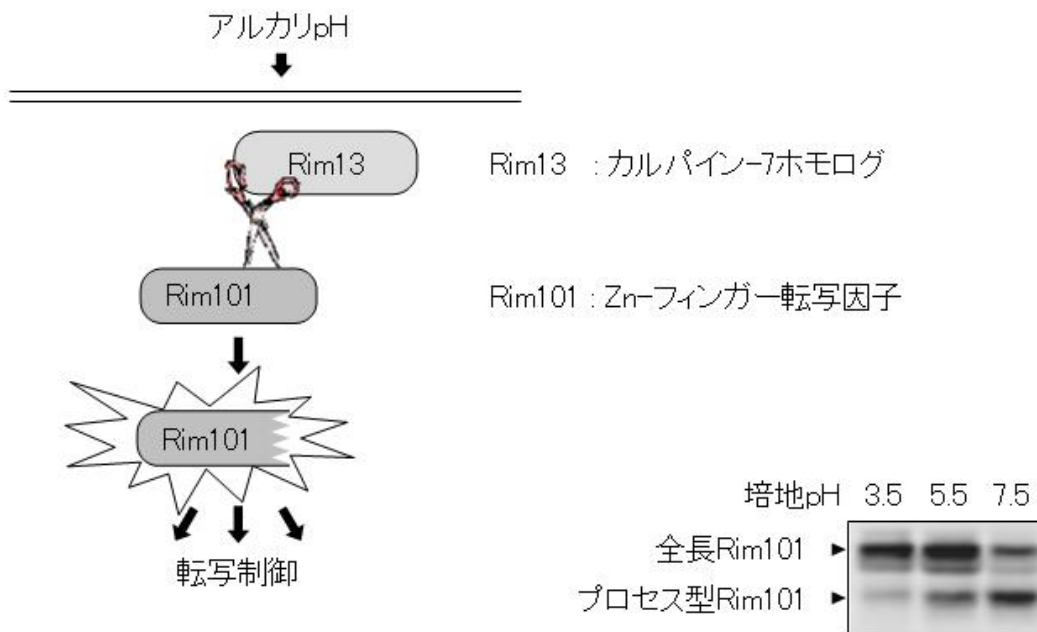 アルカリpH
Rim13
Rim13 : カルパイン-7ホモログ
Rim101
Rim101 : Zn-フィンガー転写因子
Rim101
転写制御
培地pH 3.5 5.5 7.5
全長Rim101
プロセス型Rim101